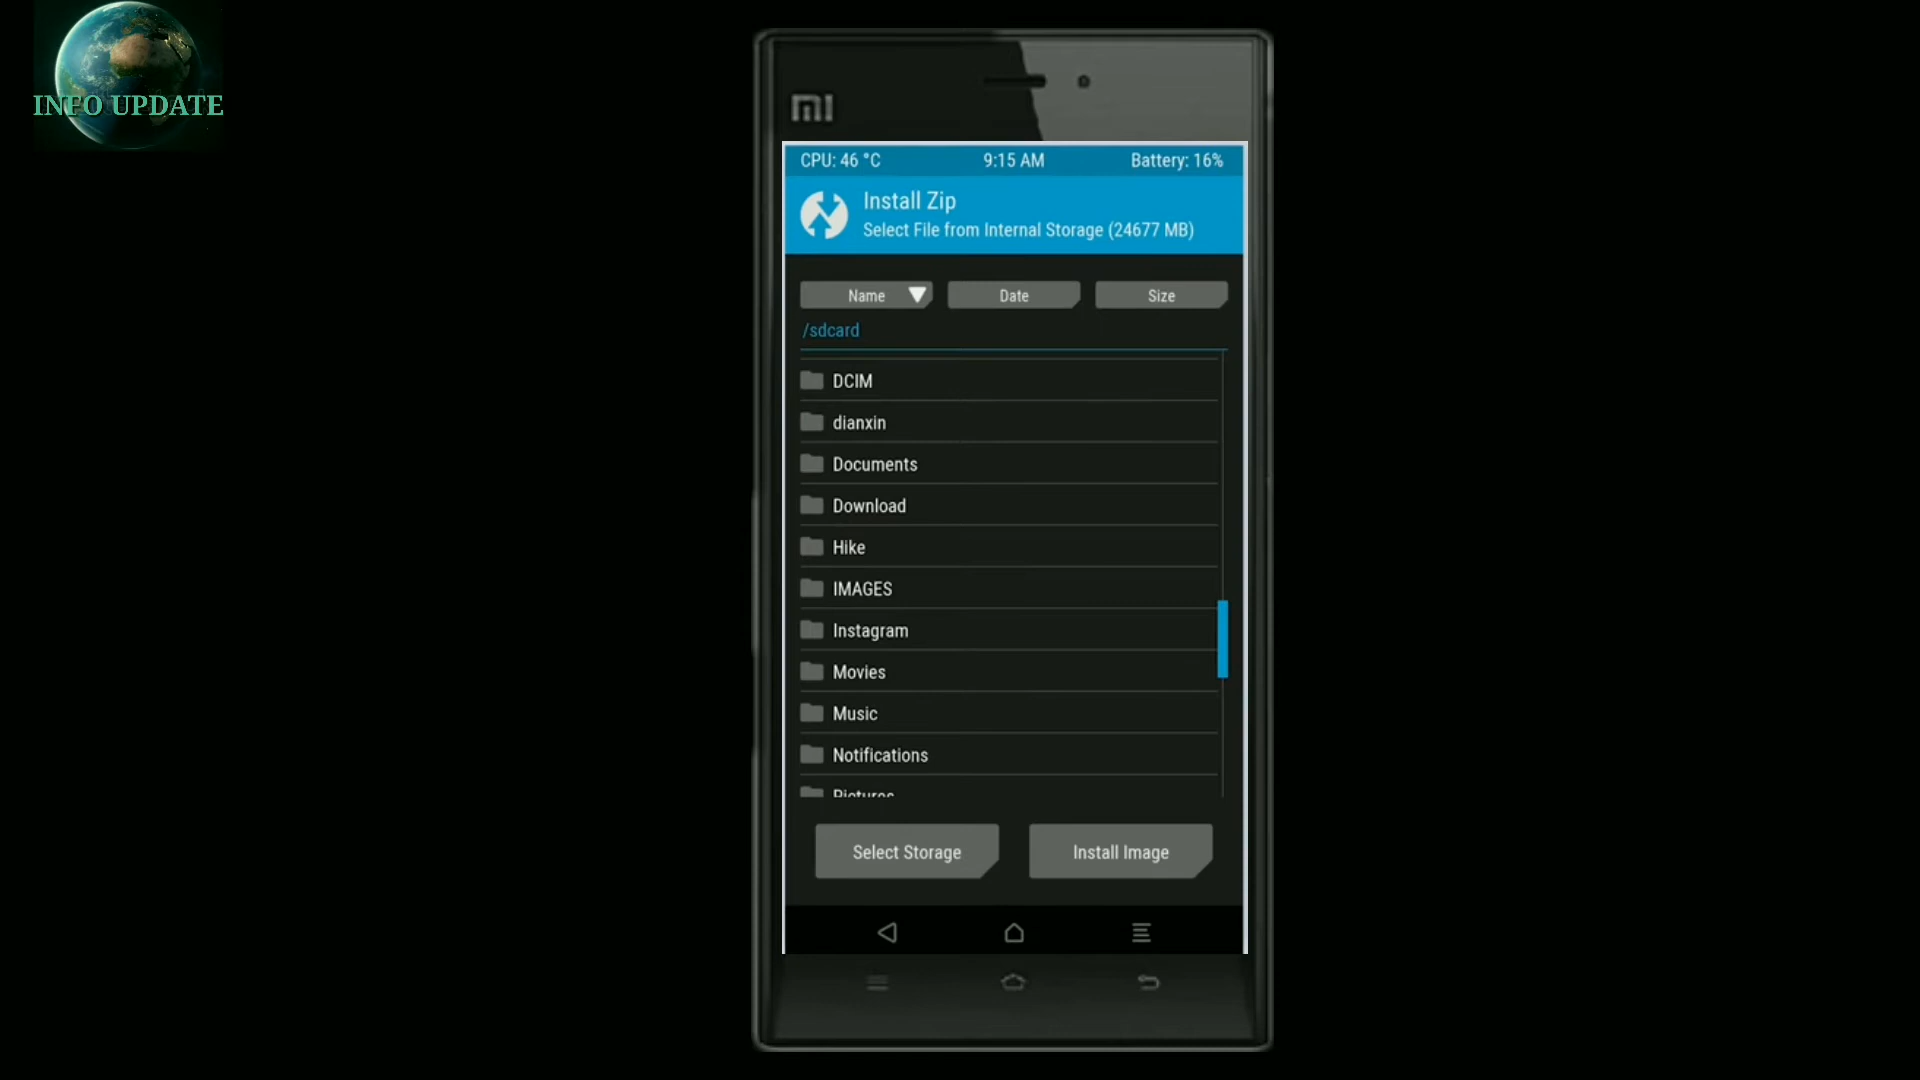 INFO UPDATE
mi
CPU: 46 °C 9:15 AM Battery: 16%
Install Zip
Select File from Internal Storage (24677 MB)
Name Date Size
/sdcard
DCIM
dianxin
Documents
Download
Hike
IMAGES
Instagram
Movies
Music
Notifications
Pictures
Select Storage Install Image